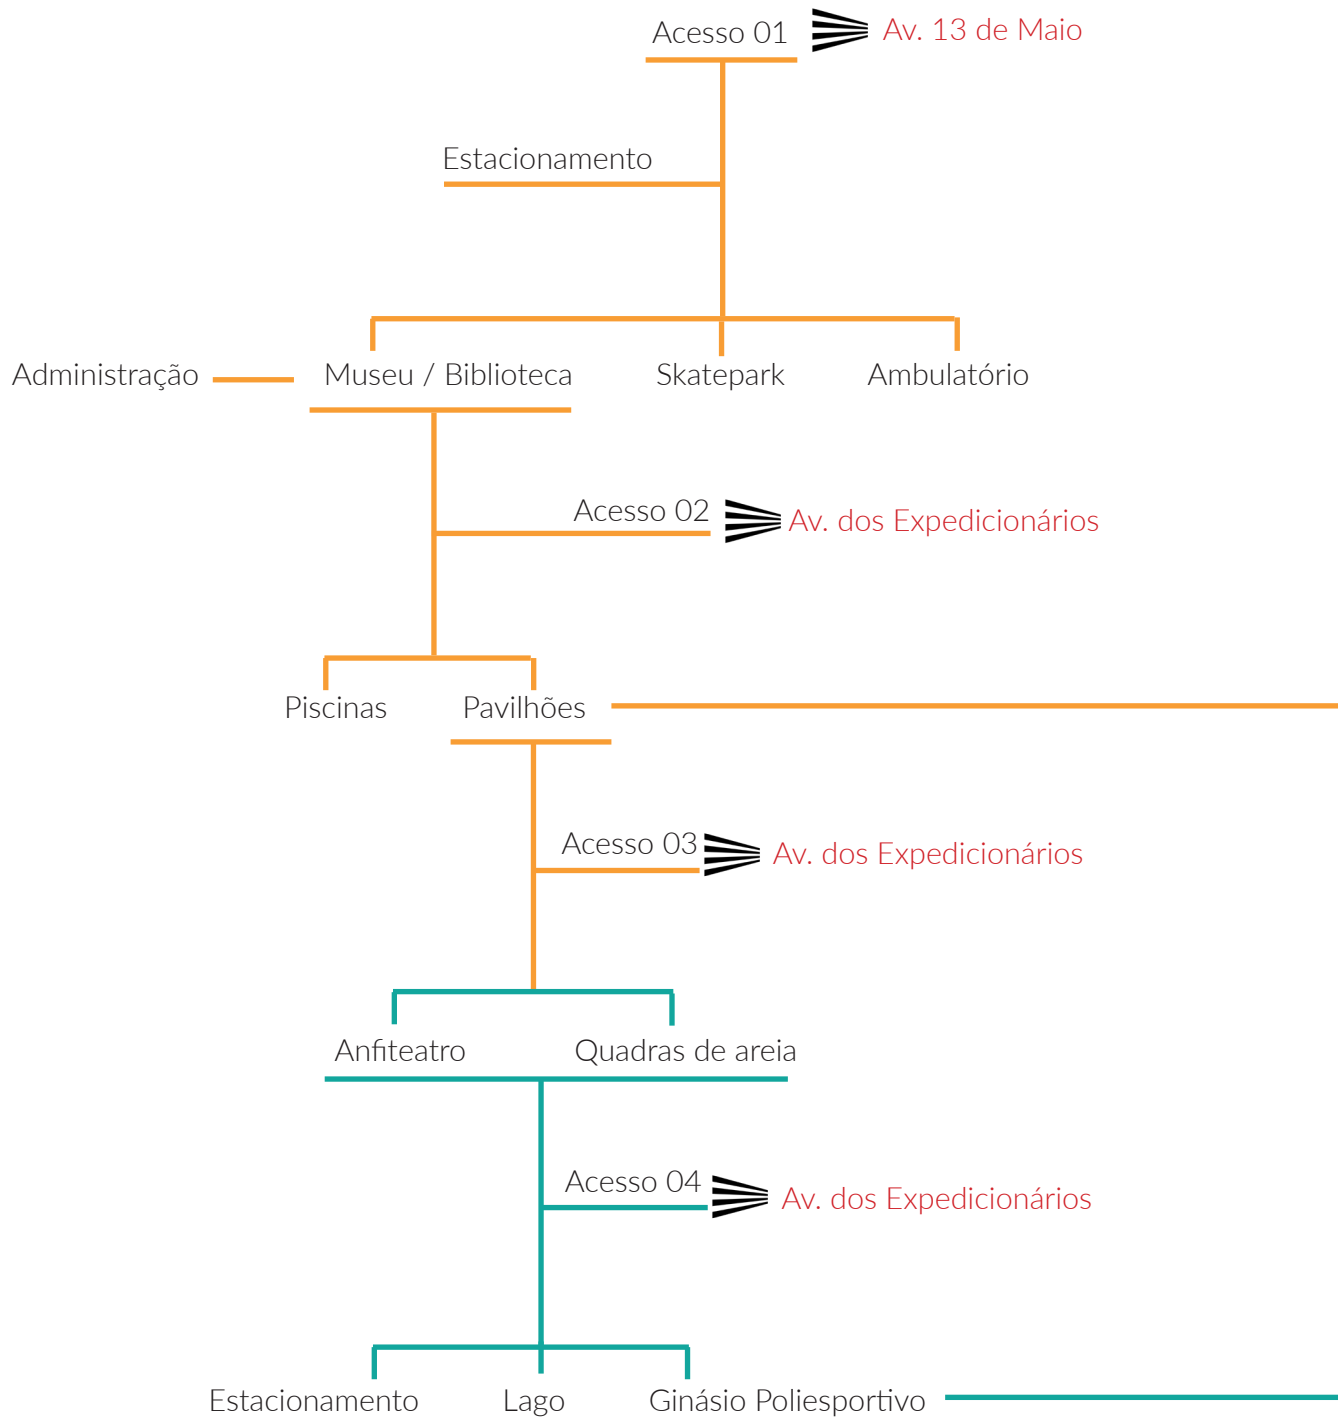 Acesso 01
Av. 13 de Maio
Estacionamento
Administração
Museu / Biblioteca
Skatepark
Ambulatório
Acesso 02
Av. dos Expedicionários
Piscinas
Pavilhões
Acesso 03
Av. dos Expedicionários
Anfiteatro
Quadras de areia
Acesso 04
Av. dos Expedicionários
Estacionamento
Lago
Ginásio Poliesportivo